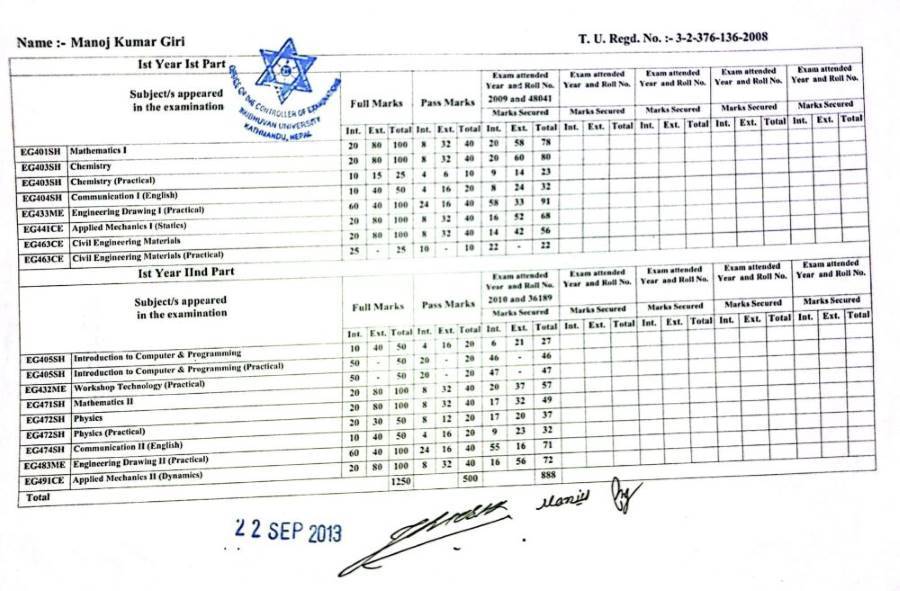 Name :- Manoj Kumar Giri T. U. Regd. No. :- 3-2-376-136-2008
OFFICE OF THE CONTROLLER OF EXAMINATIONS
TRIBHUVAN UNIVERSITY
KATHMANDU, NEPAL
Ist Year Ist Part
Subject/s appeared in the examination Full Marks Pass Marks Exam attended Year and Roll No. 2009 and 48041 Marks Secured Exam attended Year and Roll No. Marks Secured Exam attended Year and Roll No. Marks Secured Exam attended Year and Roll No. Marks Secured Exam attended Year and Roll No. Marks Secured
Int. Ext. Total Int. Ext. Total Int. Ext. Total Int. Ext. Total Int. Ext. Total Int. Ext. Total Int. Ext. Total
EG401SH Mathematics I 20 80 100 8 32 40 20 58 78
EG403SH Chemistry 20 80 100 8 32 40 20 60 80
EG403SH Chemistry (Practical) 10 15 25 4 6 10 9 14 23
EG404SH Communication I (English) 10 40 50 4 16 20 8 24 32
EG433ME Engineering Drawing I (Practical) 60 40 100 24 16 40 58 33 91
EG441CE Applied Mechanics I (Statics) 20 80 100 8 32 40 16 52 68
EG463CE Civil Engineering Materials 20 80 100 8 32 40 14 42 56
EG463CE Civil Engineering Materials (Practical) 25 - 25 10 - 10 22 - 22
Ist Year IInd Part
Subject/s appeared in the examination Full Marks Pass Marks Exam attended Year and Roll No. 2010 and 36189 Marks Secured Exam attended Year and Roll No. Marks Secured Exam attended Year and Roll No. Marks Secured Exam attended Year and Roll No. Marks Secured Exam attended Year and Roll No. Marks Secured
Int. Ext. Total Int. Ext. Total Int. Ext. Total Int. Ext. Total Int. Ext. Total Int. Ext. Total Int. Ext. Total
EG405SH Introduction to Computer & Programming 10 40 50 4 16 20 6 21 27
EG405SH Introduction to Computer & Programming (Practical) 50 - 50 20 - 20 46 - 46
EG432ME Workshop Technology (Practical) 50 - 50 20 - 20 47 - 47
EG471SH Mathematics II 20 80 100 8 32 40 20 37 57
EG472SH Physics 20 80 100 8 32 40 17 32 49
EG472SH Physics (Practical) 20 30 50 8 12 20 17 20 37
EG474SH Communication II (English) 10 40 50 4 16 20 9 23 32
EG483ME Engineering Drawing II (Practical) 60 40 100 24 16 40 55 16 71
EG491CE Applied Mechanics II (Dynamics) 20 80 100 8 32 40 16 56 72
Total 1250 500 888
22 SEP 2013